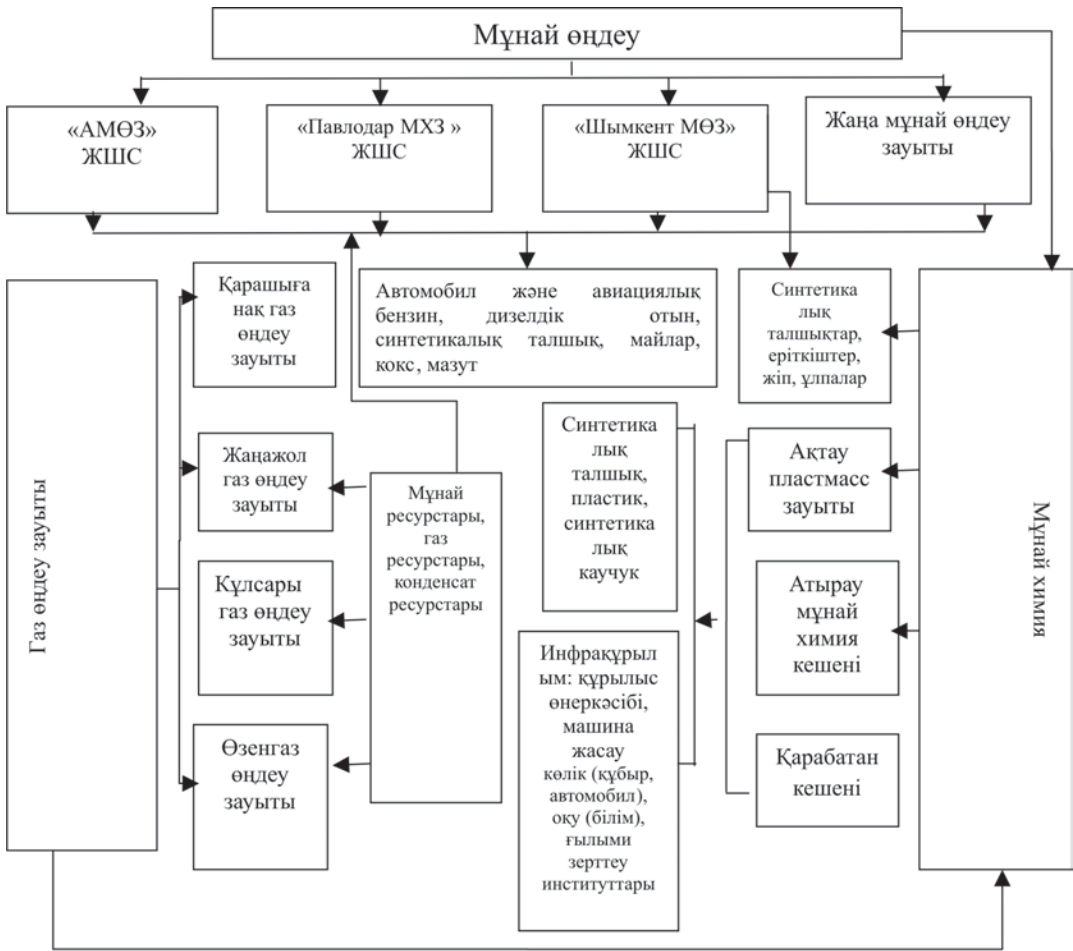 Мұнай өңдеу
«АМӨЗ»
ЖШС
«Павлодар МХЗ »
ЖШС
«Шымкент МӨЗ»
ЖШС
Жаңа мұнай өңдеу
зауыты
Газ өңдеу зауыты
Қарашыға
нақ газ
өңдеу
зауыты
Автомобил және авиациялық
бензин, дизелдік отын,
синтетикалық талшық, майлар,
кокс, мазут
Синтетика
лық
талшықтар,
еріткіштер,
жіп, ұлпалар
Мұнай химия
Жаңажол
газ өңдеу
зауыты
Мұнай
ресурстары,
газ
ресурстары,
конденсат
ресурстары
Синтетика
лық
талшық,
пластик,
синтетика
лық
каучук
Ақтау
пластмасс
зауыты
Құлсары
газ өңдеу
зауыты
Атырау
мұнай
химия
кешені
Инфрақұрыл
ым: құрылыс
өнеркәсібі,
машина
жасау
көлік (құбыр,
автомобил),
оқу (білім),
ғылыми
зерттеу
институттары
Өзенгаз
өңдеу
зауыты
Қарабатан
кешені